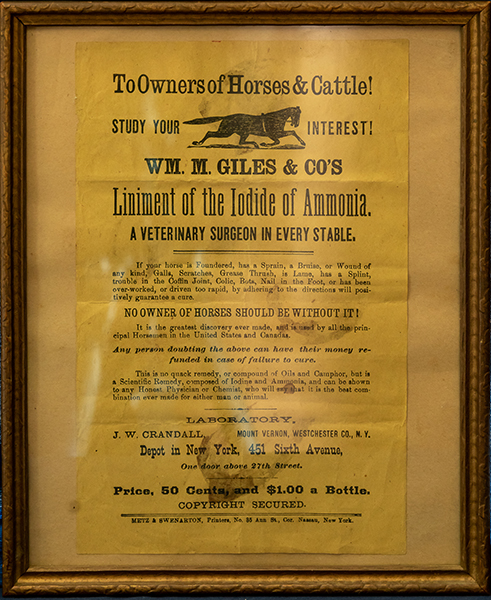 To Owners of Horses & Cattle!
STUDY YOUR INTEREST!
WM. M. GILES & CO'S
Liniment of the Iodide of Ammonia.
A VETERINARY SURGEON IN EVERY STABLE.
If your horse is Foundered, has a Sprain, a Bruise, or Wound of
any kind, Galls, Scratches, Grease Thrush, is Lame, has a Splint,
trouble in the Coffin Joint, Colic, Bots, Nail in the Foot, or has been
over-worked, or driven too rapid, by adhering to the directions will posi-
tively guarantee a cure.
NO OWNER OF HORSES SHOULD BE WITHOUT IT!
It is the greatest discovery ever made, and is used by all the prin-
cipal Horsemen in the United States and Canadas.
Any person doubting the above can have their money re-
funded in case of failure to cure.
This is no quack remedy, or compound of Oils and Camphor, but is
a Scientific Remedy, composed of Iodine and Ammonia, and can be shown
to any Honest Physician or Chemist, who will say that it is the best com-
bination ever made for either man or animal.
LABORATORY,
J. W. CRANDALL, MOUNT VERNON, WESTCHESTER CO., N. Y.
Depot in New York, 451 Sixth Avenue,
One door above 27th Street.
Price, 50 Cents, and $1.00 a Bottle.
COPYRIGHT SECURED.
METZ & SWENARTON, Printers, No. 85 Ann St., Cor. Nassau, New York.